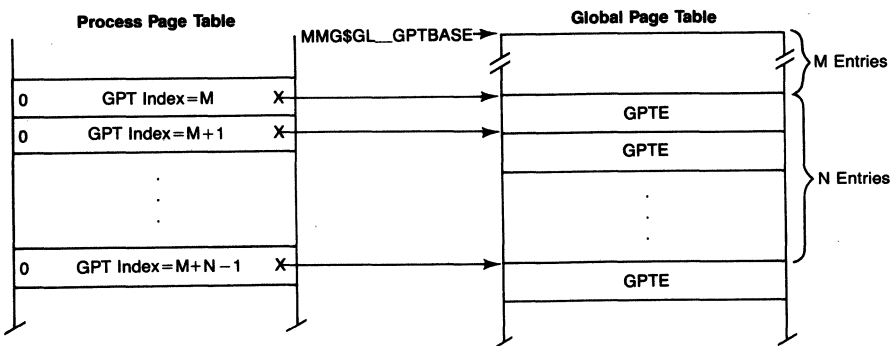 Process Page Table
Global Page Table
MMG$GL__GPTBASE
M Entries
0 GPT Index=M X
GPTE
0 GPT Index=M+1 X
GPTE
N Entries
0 GPT Index=M+N−1 X
GPTE